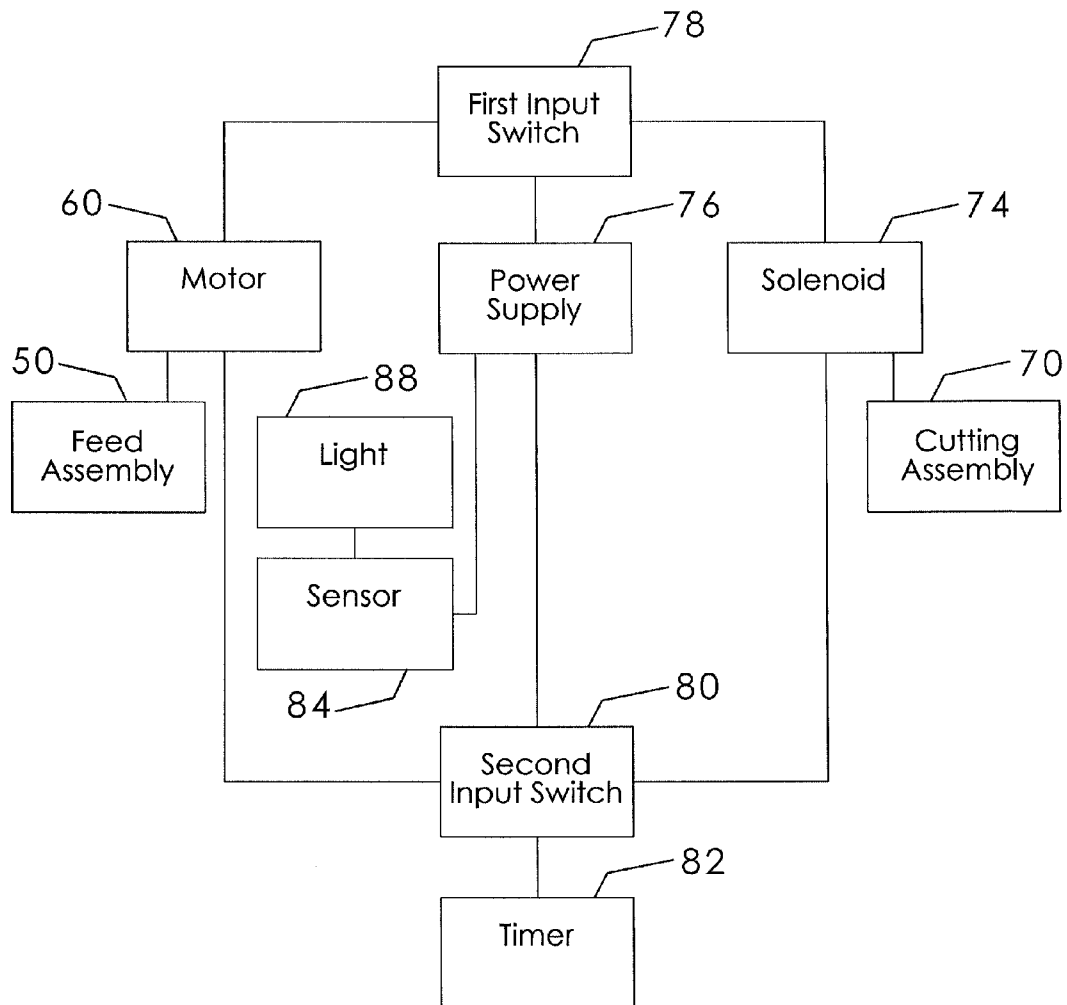 78
First Input
Switch
60
76
74
Motor
Power
Supply
Solenoid
50
88
70
Feed
Assembly
Light
Cutting
Assembly
Sensor
84
80
Second
Input Switch
82
Timer